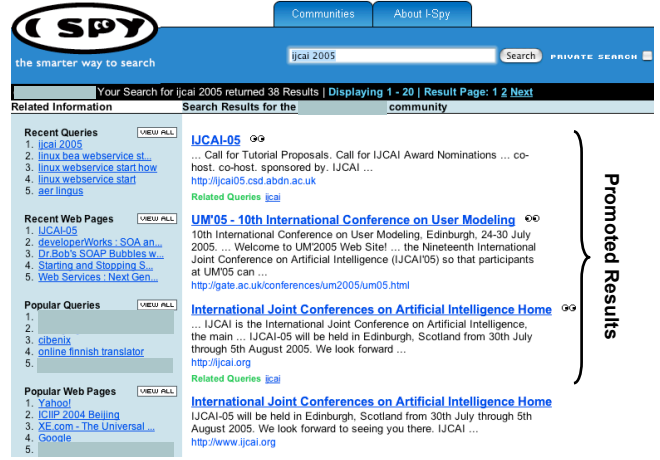 I SPY
the smarter way to search
Communities
About I-Spy
ijcai 2005
Search
PRIVATE SEARCH
Your Search for ijcai 2005 returned 38 Results | Displaying 1 - 20 | Result Page: 1 2 Next
Related Information
Search Results for the community
Recent Queries VIEW ALL
1. ijcai 2005
2. linux bea webservice st...
3. linux webservice start how
4. linux webservice start
5. aer lingus
Recent Web Pages VIEW ALL
1. IJCAI-05
2. developerWorks : SOA an...
3. Dr.Bob's SOAP Bubbles w...
4. Starting and Stopping S...
5. Web Services : Next Gen...
Popular Queries VIEW ALL
1.
2.
3. cibenix
4. online finnish translator
5.
Popular Web Pages VIEW ALL
1. Yahoo!
2. ICIIP 2004 Beijing
3. XE.com - The Universal ...
4. Google
5.
IJCAI-05
... Call for Tutorial Proposals. Call for IJCAI Award Nominations ... co-
host. co-host. sponsored by. IJCAI ...
http://ijcai05.csd.abdn.ac.uk
Related Queries ijcai
UM'05 - 10th International Conference on User Modeling
10th International Conference on User Modeling, Edinburgh, 24-30 July
2005. ... Welcome to UM'2005 Web Site! ... the Nineteenth International
Joint Conference on Artificial Intelligence (IJCAI'05) so that participants
at UM'05 can ...
http://gate.ac.uk/conferences/um2005/um05.html
International Joint Conferences on Artificial Intelligence Home
... IJCAI is the International Joint Conference on Artificial Intelligence,
the main ... IJCAI-05 will be held in Edinburgh, Scotland from 30th July
through 5th August 2005. We look forward ...
http://ijcai.org
Related Queries ijcai
International Joint Conferences on Artificial Intelligence Home
IJCAI-05 will be held in Edinburgh, Scotland from 30th July through 5th
August 2005. We look forward to seeing you there. IJCAI ...
http://www.ijcai.org
Promoted Results